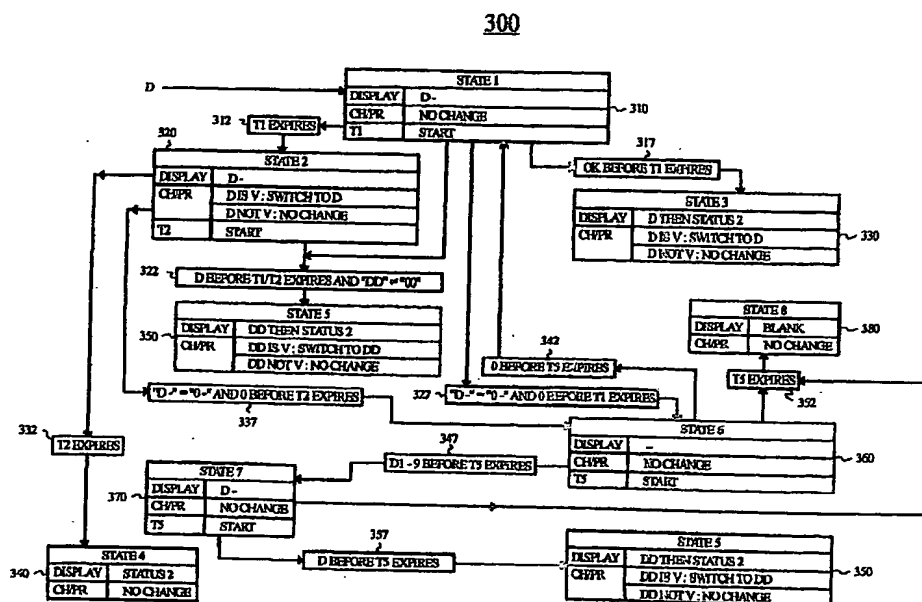 300
D
STATE 1
DISPLAY D-
CH/PR NO CHANGE
T1 START
310
312
T1 EXPIRES
317
OK BEFORE T1 EXPIRES
320
STATE 2
DISPLAY D-
CH/PR D IS V : SWITCH TO D
D NOT V : NO CHANGE
T2 START
STATE 3
DISPLAY D THEN STATUS 2
CH/PR D IS V : SWITCH TO D
D NOT V : NO CHANGE
330
322
D BEFORE T1/T2 EXPIRES AND "DD" ≠ "00"
STATE 5
DISPLAY DD THEN STATUS 2
CH/PR DD IS V : SWITCH TO DD
DD NOT V : NO CHANGE
350
STATE 8
DISPLAY BLANK
CH/PR NO CHANGE
380
342
0 BEFORE T5 EXPIRES
T5 EXPIRES
352
"D -" = "0 -" AND 0 BEFORE T2 EXPIRES
337
327
"D -" = "0 -" AND 0 BEFORE T1 EXPIRES
332
T2 EXPIRES
STATE 6
DISPLAY -
CH/PR NO CHANGE
T5 START
360
347
D1 - 9 BEFORE T5 EXPIRES
STATE 7
DISPLAY D-
CH/PR NO CHANGE
T5 START
370
357
D BEFORE T5 EXPIRES
STATE 4
DISPLAY STATUS 2
CH/PR NO CHANGE
340
STATE 5
DISPLAY DD THEN STATUS 2
CH/PR DD IS V : SWITCH TO DD
DD NOT V : NO CHANGE
350